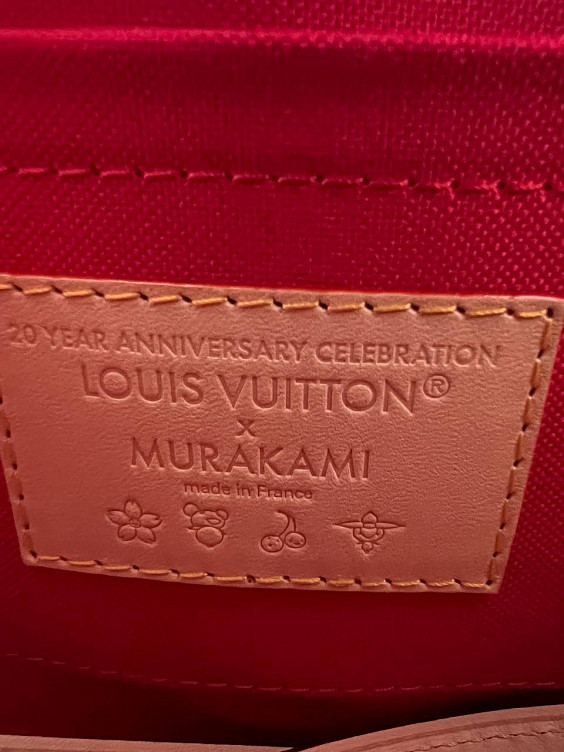 20 YEAR ANNIVERSARY CELEBRATION
LOUIS VUITTON®
X
MURAKAMI
made in France